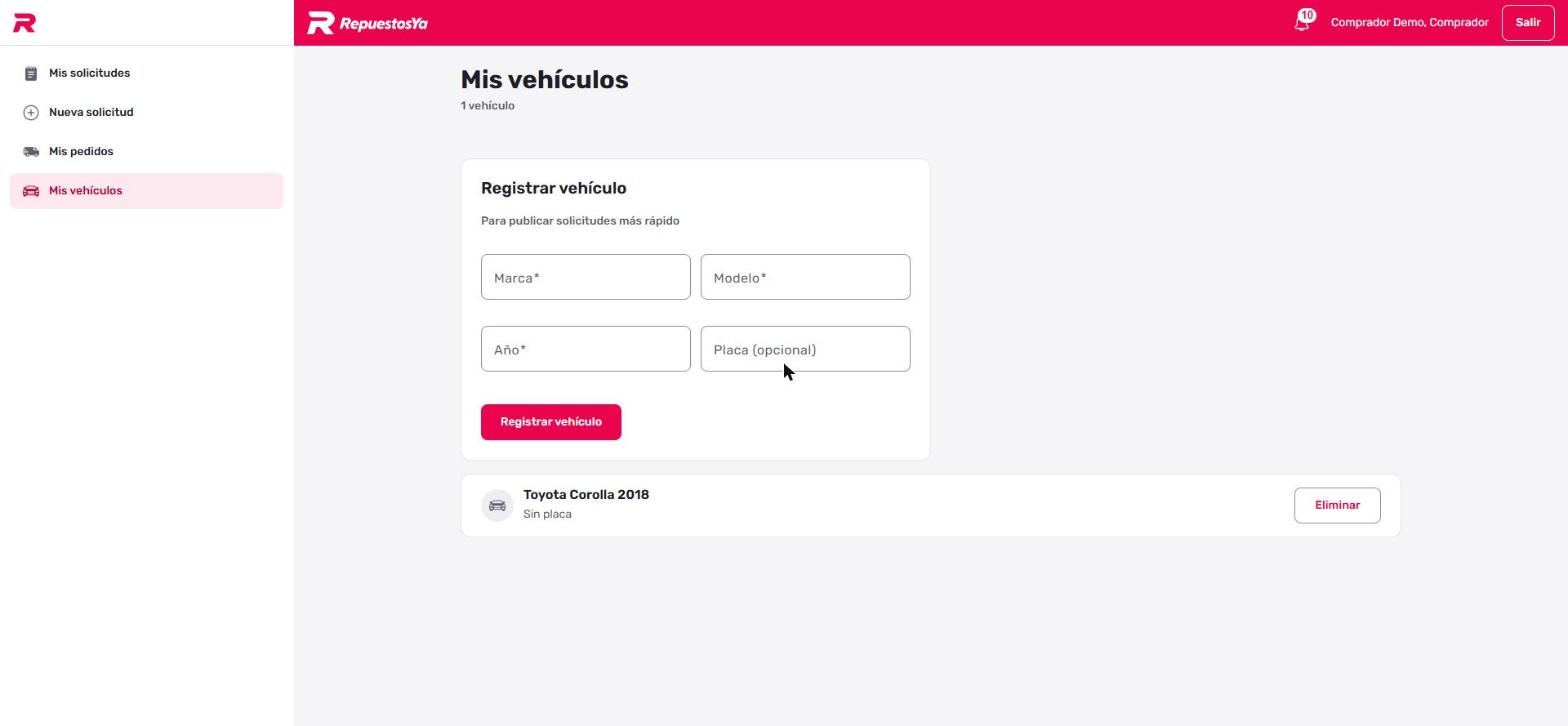 RepuestosYa
10
Comprador Demo, Comprador
Salir
Mis solicitudes
Nueva solicitud
Mis pedidos
Mis vehículos
Mis vehículos
1 vehículo
Registrar vehículo
Para publicar solicitudes más rápido
Marca*
Modelo*
Año*
Placa (opcional)
Registrar vehículo
Toyota Corolla 2018
Sin placa
Eliminar